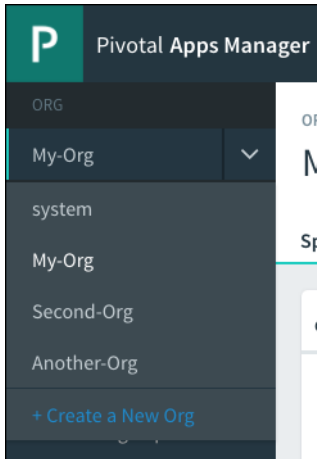 P
Pivotal Apps Manager
ORG
My-Org
system
My-Org
Second-Org
Another-Org
+ Create a New Org